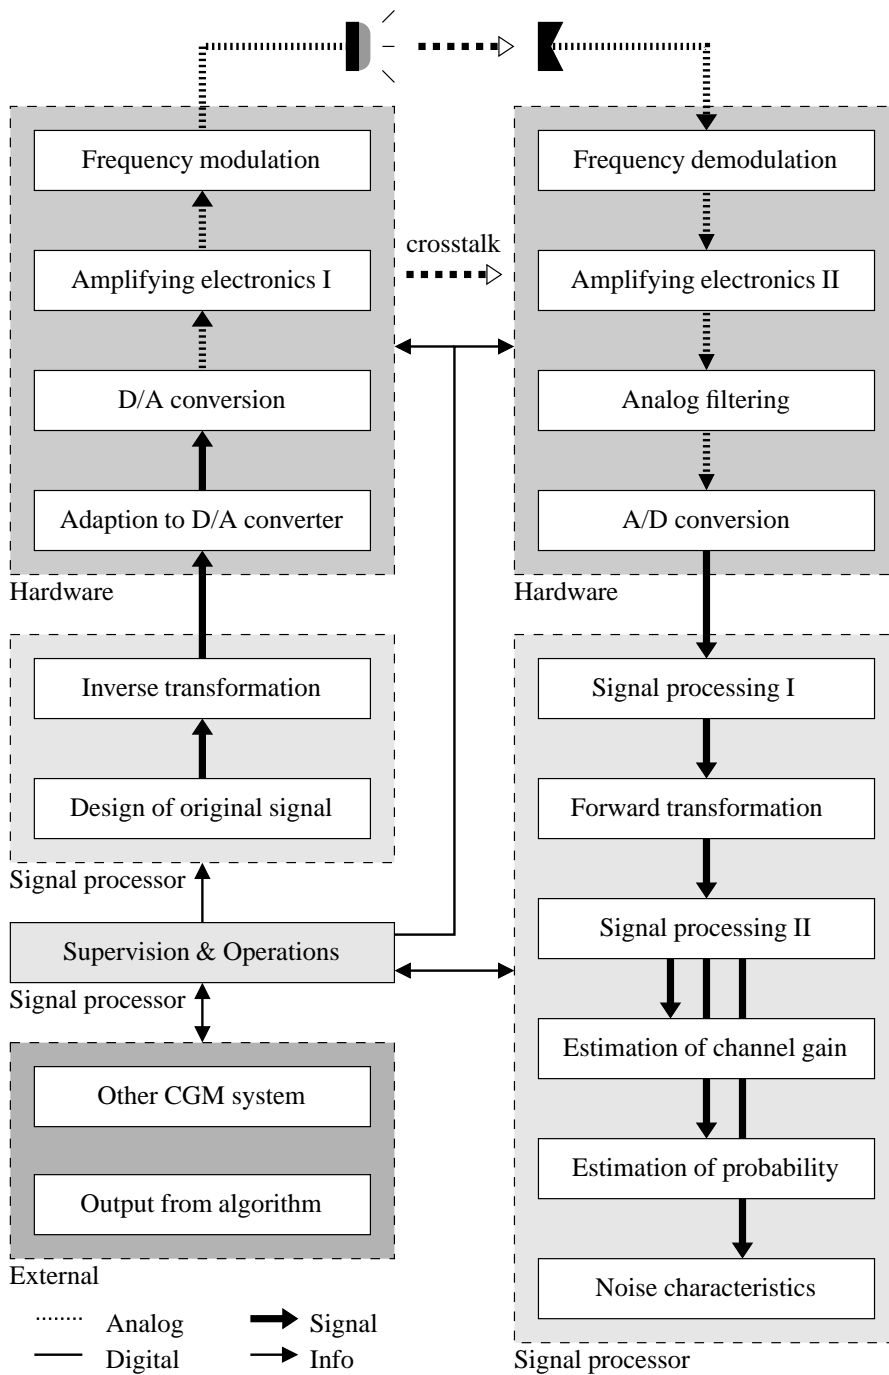 Frequency modulation
Amplifying electronics I
D/A conversion
Adaption to D/A converter
Hardware
Inverse transformation
Design of original signal
Signal processor
Supervision & Operations
Signal processor
Other CGM system
Output from algorithm
External
crosstalk
Frequency demodulation
Amplifying electronics II
Analog filtering
A/D conversion
Hardware
Signal processing I
Forward transformation
Signal processing II
Estimation of channel gain
Estimation of probability
Noise characteristics
Signal processor
Analog
Signal
Digital
Info